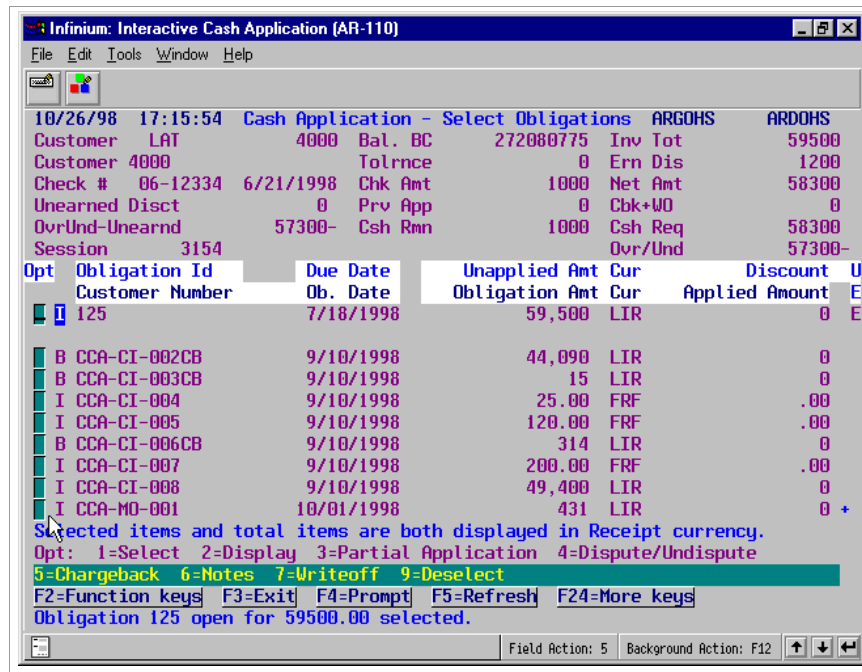 Infinium: Interactive Cash Application (AR-110)
File Edit Tools Window Help
10/26/98 17:15:54 Cash Application - Select Obligations ARGOHS ARDOHS
Customer LAT 4000 Bal. BC 272080775 Inv Tot 59500
Customer 4000 Tolrnce 0 Ern Dis 1200
Check # 06-12334 6/21/1998 Chk Amt 1000 Net Amt 58300
Unearned Disct 0 Prv App 0 Cbk+WO 0
OvrUnd-Unearnd 57300- Csh Rmn 1000 Csh Req 58300
Session 3154 Ovr/Und 57300-
Opt Obligation Id Due Date Unapplied Amt Cur Discount U
Customer Number Ob. Date Obligation Amt Cur Applied Amount E
I 125 7/18/1998 59,500 LIR 0 E
B CCA-CI-002CB 9/10/1998 44,090 LIR 0
B CCA-CI-003CB 9/10/1998 15 LIR 0
I CCA-CI-004 9/10/1998 25.00 FRF .00
I CCA-CI-005 9/10/1998 120.00 FRF .00
B CCA-CI-006CB 9/10/1998 314 LIR 0
I CCA-CI-007 9/10/1998 200.00 FRF .00
I CCA-CI-008 9/10/1998 49,400 LIR 0
I CCA-MO-001 10/01/1998 431 LIR 0 +
Selected items and total items are both displayed in Receipt currency.
Opt: 1=Select 2=Display 3=Partial Application 4=Dispute/Undispute
5=Chargeback 6=Notes 7=Writeoff 9=Deselect
F2=Function keys F3=Exit F4=Prompt F5=Refresh F24=More keys
Obligation 125 open for 59500.00 selected.
Field Action: 5 Background Action: F12